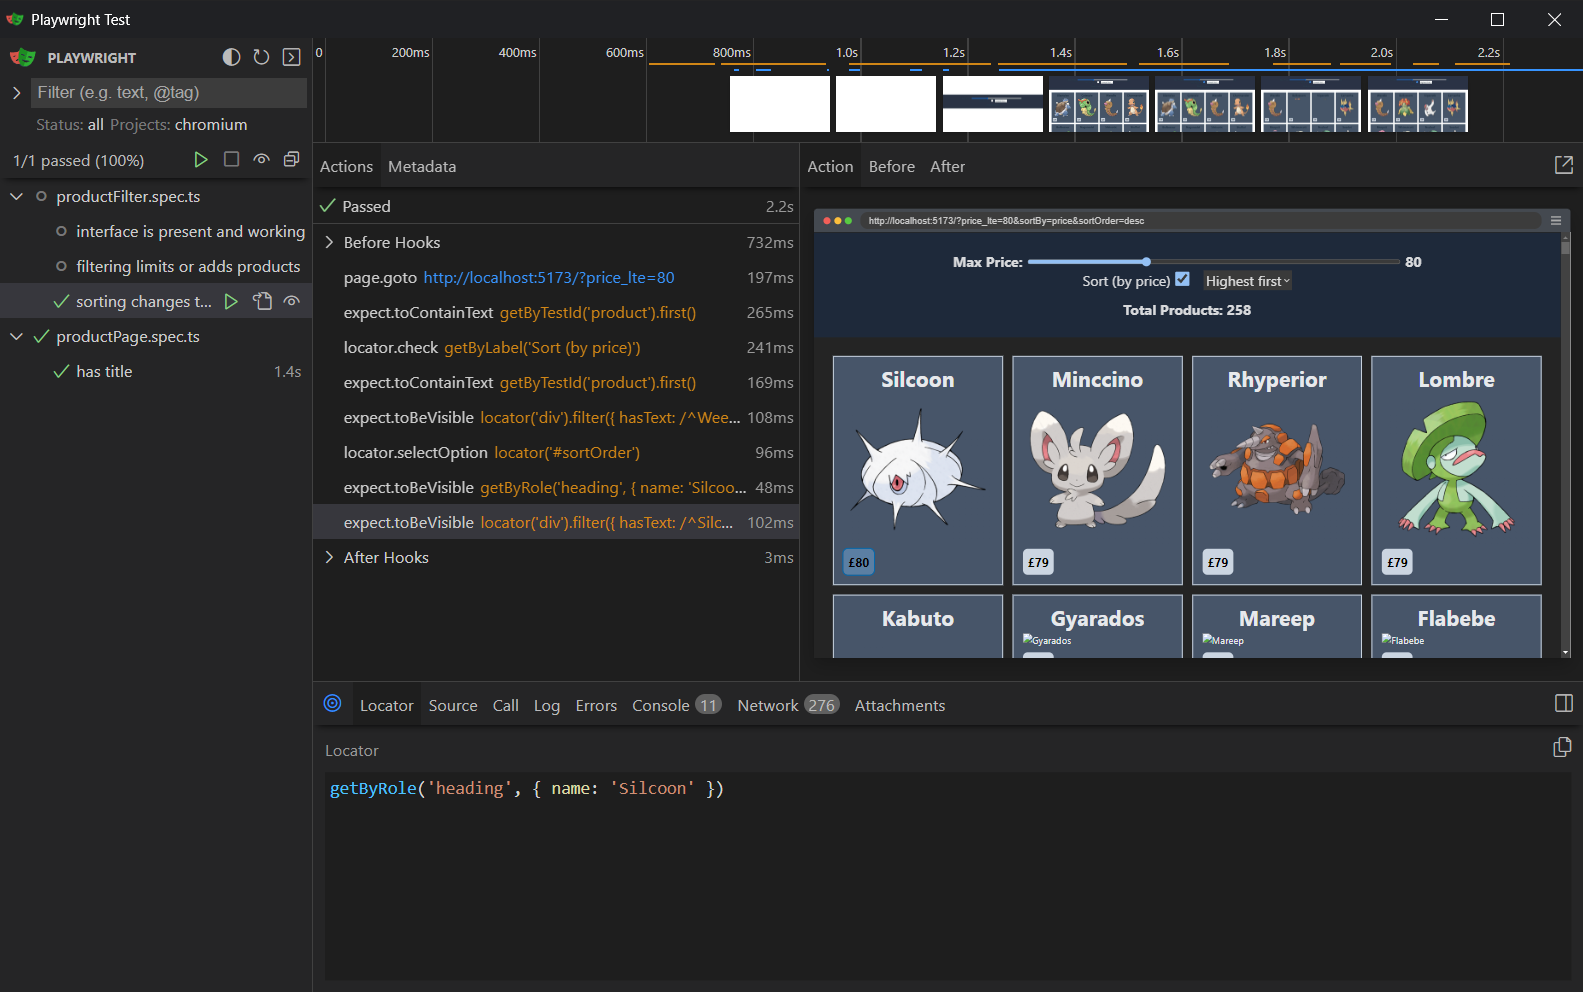 Playwright Test
PLAYWRIGHT
Filter (e.g. text, @tag)
Status: all Projects: chromium
1/1 passed (100%)
productFilter.spec.ts
interface is present and working
filtering limits or adds products
sorting changes t...
productPage.spec.ts
has title 1.4s
0 200ms 400ms 600ms 800ms 1.0s 1.2s 1.4s 1.6s 1.8s 2.0s 2.2s
Actions Metadata
Passed 2.2s
Before Hooks 732ms
page.goto http://localhost:5173/?price_lte=80 197ms
expect.toContainText getByTestId('product').first() 265ms
locator.check getByLabel('Sort (by price)') 241ms
expect.toContainText getByTestId('product').first() 169ms
expect.toBeVisible locator('div').filter({ hasText: /^Wee... 108ms
locator.selectOption locator('#sortOrder') 96ms
expect.toBeVisible getByRole('heading', { name: 'Silcoo... 48ms
expect.toBeVisible locator('div').filter({ hasText: /^Silc... 102ms
After Hooks 3ms
Action Before After
http://localhost:5173/?price_lte=80&sortBy=price&sortOrder=desc
Max Price: 80
Sort (by price) Highest first
Total Products: 258
Silcoon Minccino Rhyperior Lombre
£80 £79 £79 £79
Kabuto Gyarados Mareep Flabebe
Gyarados Mareep Flabebe
Locator Source Call Log Errors Console 11 Network 276 Attachments
Locator
getByRole('heading', { name: 'Silcoon' })